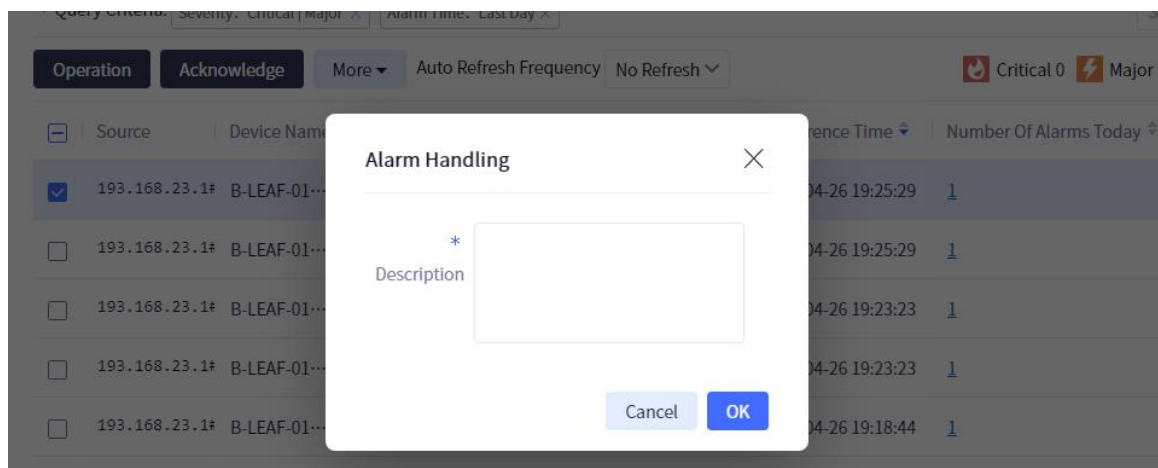 Query Criteria: Severity: Critical | Major × Alarm Time: Last Day ×
Operation Acknowledge More Auto Refresh Frequency No Refresh Critical 0 Major
Source Device Name rence Time Number Of Alarms Today
Alarm Handling
193.168.23.1 B-LEAF-01··· 04-26 19:25:29 1
193.168.23.1 B-LEAF-01··· 04-26 19:25:29 1
*
Description
193.168.23.1 B-LEAF-01··· 04-26 19:23:23 1
193.168.23.1 B-LEAF-01··· 04-26 19:23:23 1
Cancel OK
193.168.23.1 B-LEAF-01··· 04-26 19:18:44 1